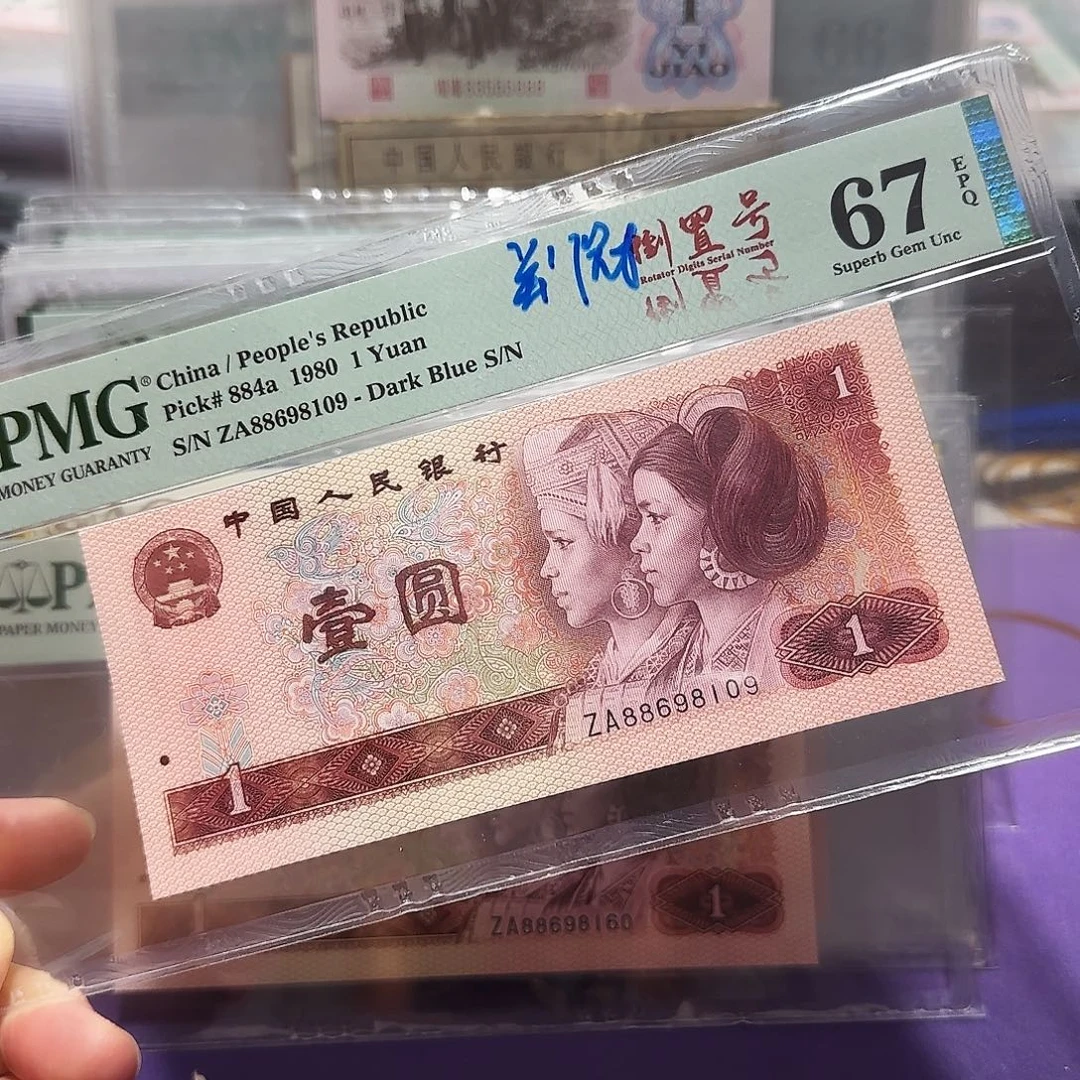 YI
JIAO
中国人民銀行
67
EPQ
Superb Gem Unc
倒置号
Rotator Digits Serial Number
PMG®
MONEY GUARANTY
China / People's Republic
Pick# 884a 1980 1 Yuan
S/N ZA88698109 - Dark Blue S/N
中国人民银行
壹圆
1
1
1
ZA88698109
PAPER MONEY
ZA88698160
1